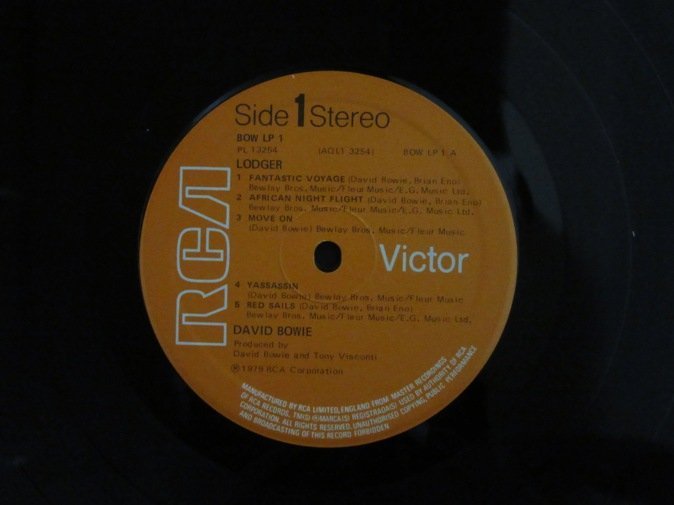 Side 1 Stereo
BOW LP 1
PL 13254 (AQL1 3254) BOW LP 1 A
LODGER
1 FANTASTIC VOYAGE (David Bowie, Brian Eno)
Bewlay Bros. Music/Fleur Music/E.G. Music Ltd.
2 AFRICAN NIGHT FLIGHT (David Bowie, Brian Eno)
Bewlay Bros. Music/Fleur Music/E.G. Music Ltd.
3 MOVE ON
(David Bowie) Bewlay Bros. Music/Fleur Music
RCA
Victor
4 YASSASSIN
(David Bowie) Bewlay Bros. Music/Fleur Music
5 RED SAILS (David Bowie, Brian Eno)
Bewlay Bros. Music/Fleur Music/E.G. Music Ltd.
DAVID BOWIE
Produced by
David Bowie and Tony Visconti
℗ 1979 RCA Corporation
MANUFACTURED BY RCA LIMITED, ENGLAND FROM MASTER RECORDINGS
OF RCA RECORDS, TMK(S) ®MARCA(S) REGISTRADA(S) USED BY AUTHORITY OF RCA
CORPORATION. ALL RIGHTS RESERVED. UNAUTHORISED COPYING, PUBLIC PERFORMANCE
AND BROADCASTING OF THIS RECORD FORBIDDEN